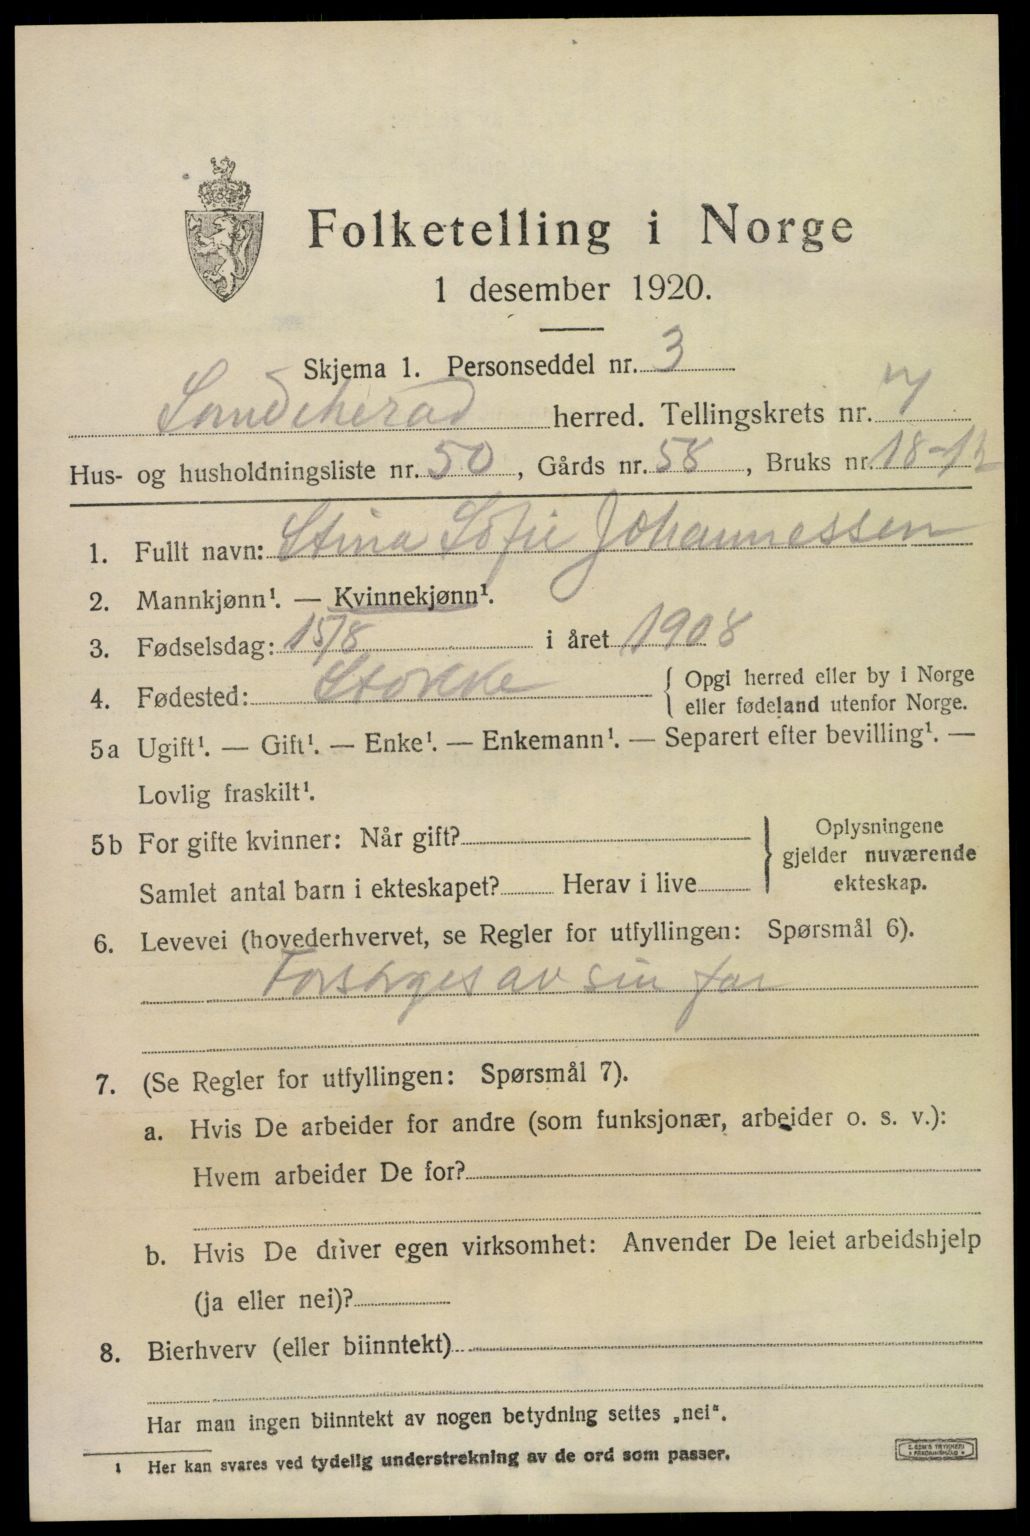 Folketelling i Norge
1 desember 1920.
Skjema 1. Personseddel nr. 3
Sandeherad herred. Tellingskrets nr. 7
Hus- og husholdningsliste nr. 50, Gårds nr. 58, Bruks nr. 18-12
1. Fullt navn: Stina Sofie Johannessen
2. Mannkjønn¹. — Kvinnekjønn¹.
3. Fødselsdag: 15/8 i året 1908
4. Fødested: Stokke { Opgi herred eller by i Norge
eller fødeland utenfor Norge.
5a Ugift¹. — Gift¹. — Enke¹. — Enkemann¹. — Separert efter bevilling¹. —
Lovlig fraskilt¹.
5b For gifte kvinner: Når gift?
Samlet antal barn i ekteskapet? Herav i live
} Oplysningene
gjelder nuværende
ekteskap.
6. Levevei (hovederhvervet, se Regler for utfyllingen: Spørsmål 6).
Forsørges av sin far
7. (Se Regler for utfyllingen: Spørsmål 7).
a. Hvis De arbeider for andre (som funksjonær, arbeider o. s. v.):
Hvem arbeider De for?
b. Hvis De driver egen virksomhet: Anvender De leiet arbeidshjelp
(ja eller nei)?
8. Bierhverv (eller biinntekt)
Har man ingen biinntekt av nogen betydning settes „nei".
¹ Her kan svares ved tydelig understrekning av de ord som passer.